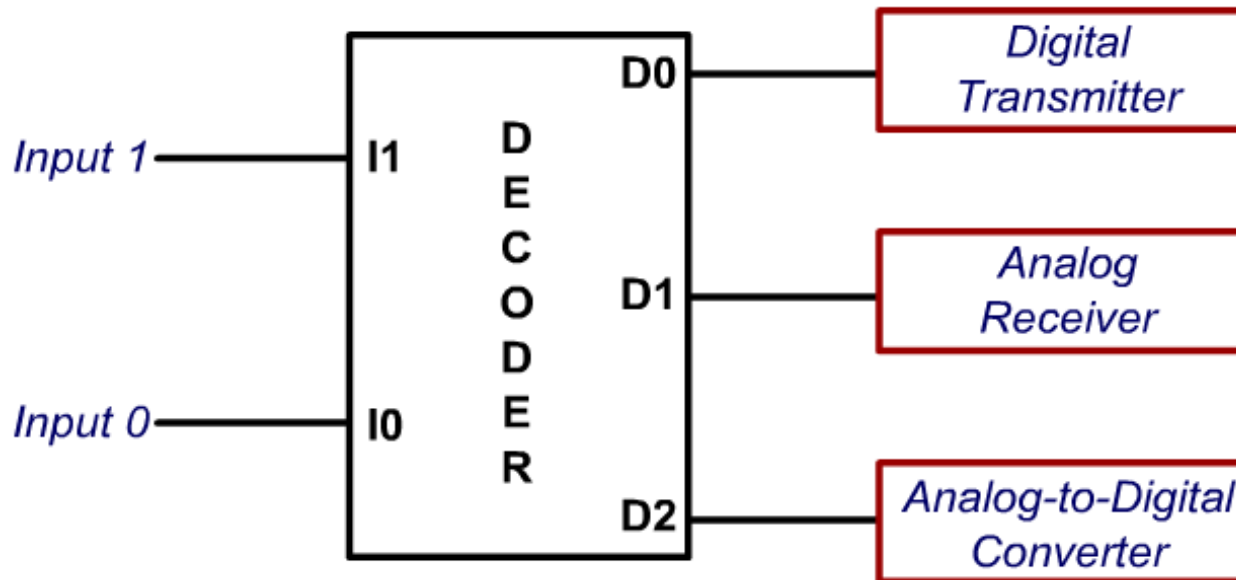 Input 1
Input 0
I1
I0
D
E
C
O
D
E
R
D0
D1
D2
Digital
Transmitter
Analog
Receiver
Analog-to-Digital
Converter